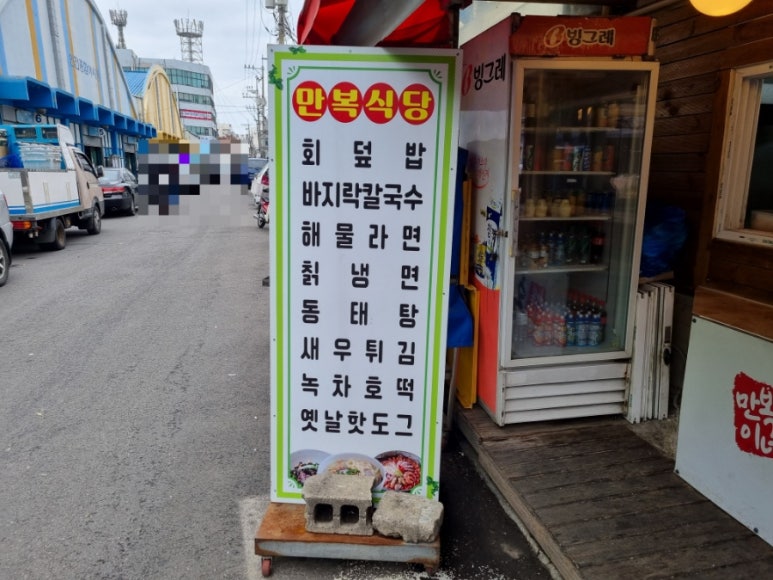 만복식당
회 덮 밥
바지락칼국수
해 물 라 면
칡 냉 면
동 태 탕
새 우 튀 김
녹 차 호 떡
옛날핫도그
빙그레
빙그레
만복